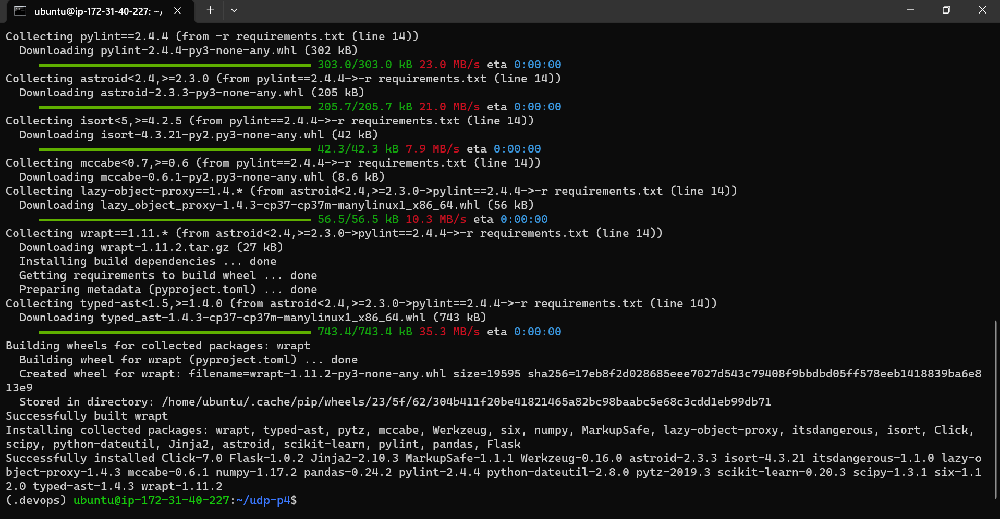 ubuntu@ip-172-31-40-227: ~/
Collecting pylint==2.4.4 (from -r requirements.txt (line 14))
Downloading pylint-2.4.4-py3-none-any.whl (302 kB)
303.0/303.0 kB 23.0 MB/s eta 0:00:00
Collecting astroid<2.4,>=2.3.0 (from pylint==2.4.4->-r requirements.txt (line 14))
Downloading astroid-2.3.3-py3-none-any.whl (205 kB)
205.7/205.7 kB 21.0 MB/s eta 0:00:00
Collecting isort<5,>=4.2.5 (from pylint==2.4.4->-r requirements.txt (line 14))
Downloading isort-4.3.21-py2.py3-none-any.whl (42 kB)
42.3/42.3 kB 7.9 MB/s eta 0:00:00
Collecting mccabe<0.7,>=0.6 (from pylint==2.4.4->-r requirements.txt (line 14))
Downloading mccabe-0.6.1-py2.py3-none-any.whl (8.6 kB)
Collecting lazy-object-proxy==1.4.* (from astroid<2.4,>=2.3.0->pylint==2.4.4->-r requirements.txt (line 14))
Downloading lazy_object_proxy-1.4.3-cp37-cp37m-manylinux1_x86_64.whl (56 kB)
56.5/56.5 kB 10.3 MB/s eta 0:00:00
Collecting wrapt==1.11.* (from astroid<2.4,>=2.3.0->pylint==2.4.4->-r requirements.txt (line 14))
Downloading wrapt-1.11.2.tar.gz (27 kB)
Installing build dependencies ... done
Getting requirements to build wheel ... done
Preparing metadata (pyproject.toml) ... done
Collecting typed-ast<1.5,>=1.4.0 (from astroid<2.4,>=2.3.0->pylint==2.4.4->-r requirements.txt (line 14))
Downloading typed_ast-1.4.3-cp37-cp37m-manylinux1_x86_64.whl (743 kB)
743.4/743.4 kB 35.3 MB/s eta 0:00:00
Building wheels for collected packages: wrapt
Building wheel for wrapt (pyproject.toml) ... done
Created wheel for wrapt: filename=wrapt-1.11.2-py3-none-any.whl size=19595 sha256=17eb8f2d028685eee7027d543c79408f9bbdbd05ff578eeb1418839ba6e8
13e9
Stored in directory: /home/ubuntu/.cache/pip/wheels/23/5f/62/304b411f20be41821465a82bc98baabc5e68c3cdd1eb99db71
Successfully built wrapt
Installing collected packages: wrapt, typed-ast, pytz, mccabe, Werkzeug, six, numpy, MarkupSafe, lazy-object-proxy, itsdangerous, isort, Click,
scipy, python-dateutil, Jinja2, astroid, scikit-learn, pylint, pandas, Flask
Successfully installed Click-7.0 Flask-1.0.2 Jinja2-2.10.3 MarkupSafe-1.1.1 Werkzeug-0.16.0 astroid-2.3.3 isort-4.3.21 itsdangerous-1.1.0 lazy-o
bject-proxy-1.4.3 mccabe-0.6.1 numpy-1.17.2 pandas-0.24.2 pylint-2.4.4 python-dateutil-2.8.0 pytz-2019.3 scikit-learn-0.20.3 scipy-1.3.1 six-1.1
2.0 typed-ast-1.4.3 wrapt-1.11.2
(.devops) ubuntu@ip-172-31-40-227:~/udp-p4$